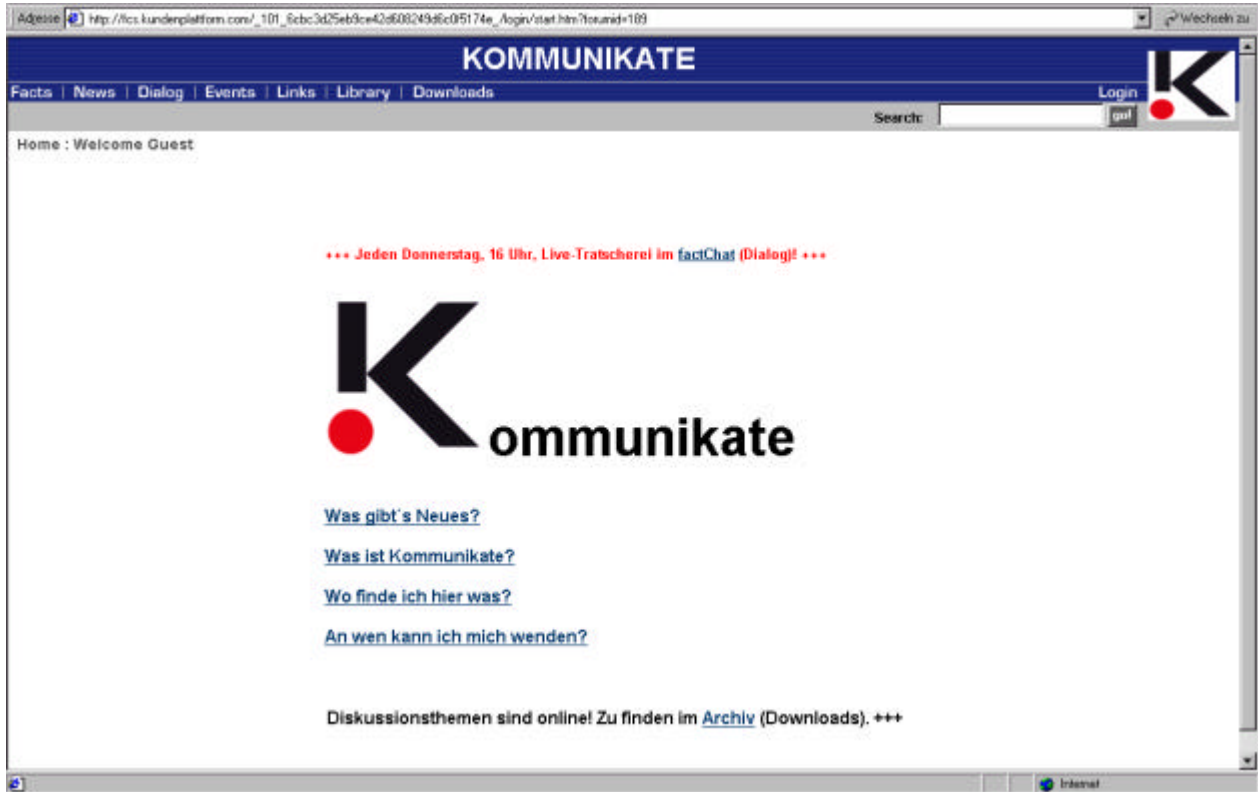 Adresse http://fics.kundenplattform.com/_101_6cbc3d25eb9ce42d608249d6c0f5174e_/login/start.htm?forumid=189 Wechseln zu
KOMMUNIKATE
Facts | News | Dialog | Events | Links | Library | Downloads Login
Search: go!
Home : Welcome Guest
+++ Jeden Donnerstag, 16 Uhr, Live-Tratscherei im factChat (Dialog)! +++
Kommunikate
Was gibt´s Neues?
Was ist Kommunikate?
Wo finde ich hier was?
An wen kann ich mich wenden?
Diskussionsthemen sind online! Zu finden im Archiv (Downloads). +++
Internet